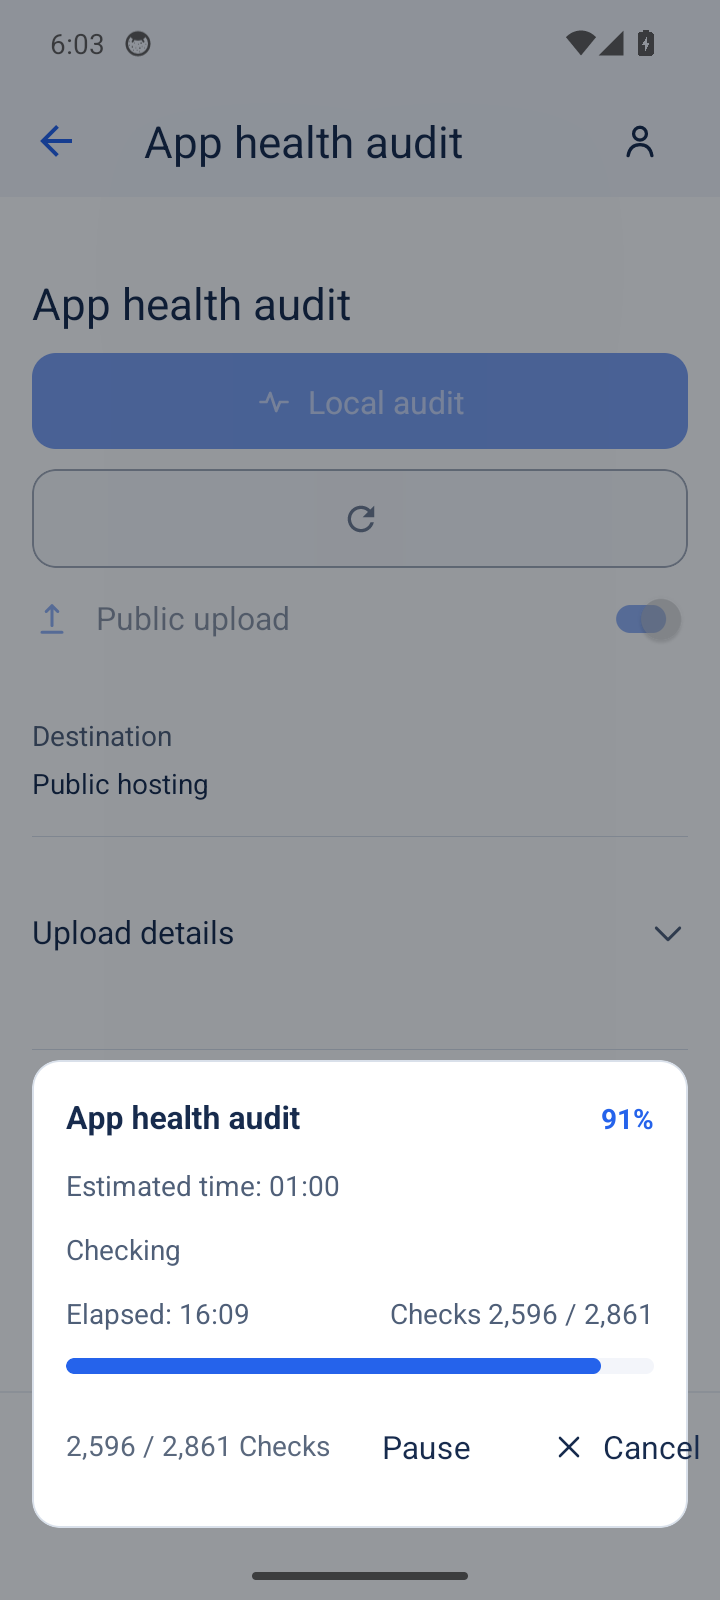 6:03
App health audit
App health audit
Local audit
Public upload
Destination
Public hosting
Upload details
App health audit 91%
Estimated time: 01:00
Checking
Elapsed: 16:09 Checks 2,596 / 2,861
2,596 / 2,861 Checks Pause Cancel